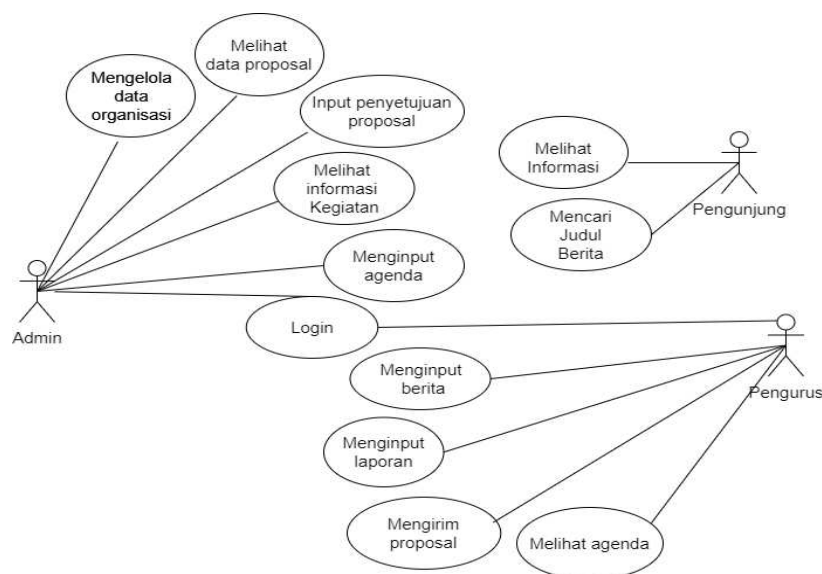 Melihat
data proposal
Mengelola
data
organisasi
Input penyetujuan
proposal
Melihat
informasi
Kegiatan
Menginput
agenda
Admin
Login
Melihat
Informasi
Mencari
Judul
Berita
Pengunjung
Menginput
berita
Pengurus
Menginput
laporan
Mengirim
proposal
Melihat agenda